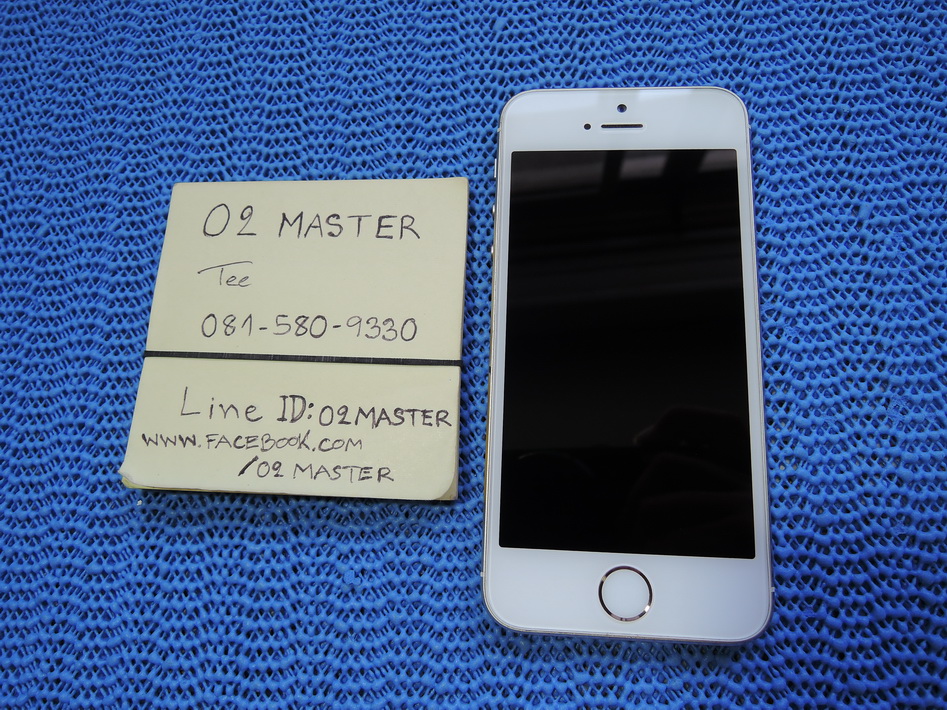 O2 MASTER
Tee
081-580-9330
Line ID: O2MASTER
WWW.FACEBOOK.COM
/O2 MASTER